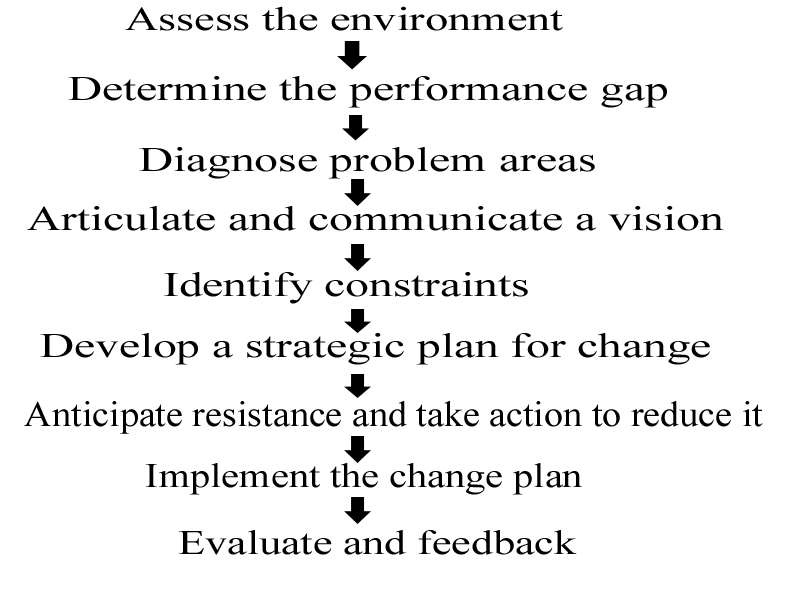 Assess the environment
Determine the performance gap
Diagnose problem areas
Articulate and communicate a vision
Identify constraints
Develop a strategic plan for change
Anticipate resistance and take action to reduce it
Implement the change plan
Evaluate and feedback